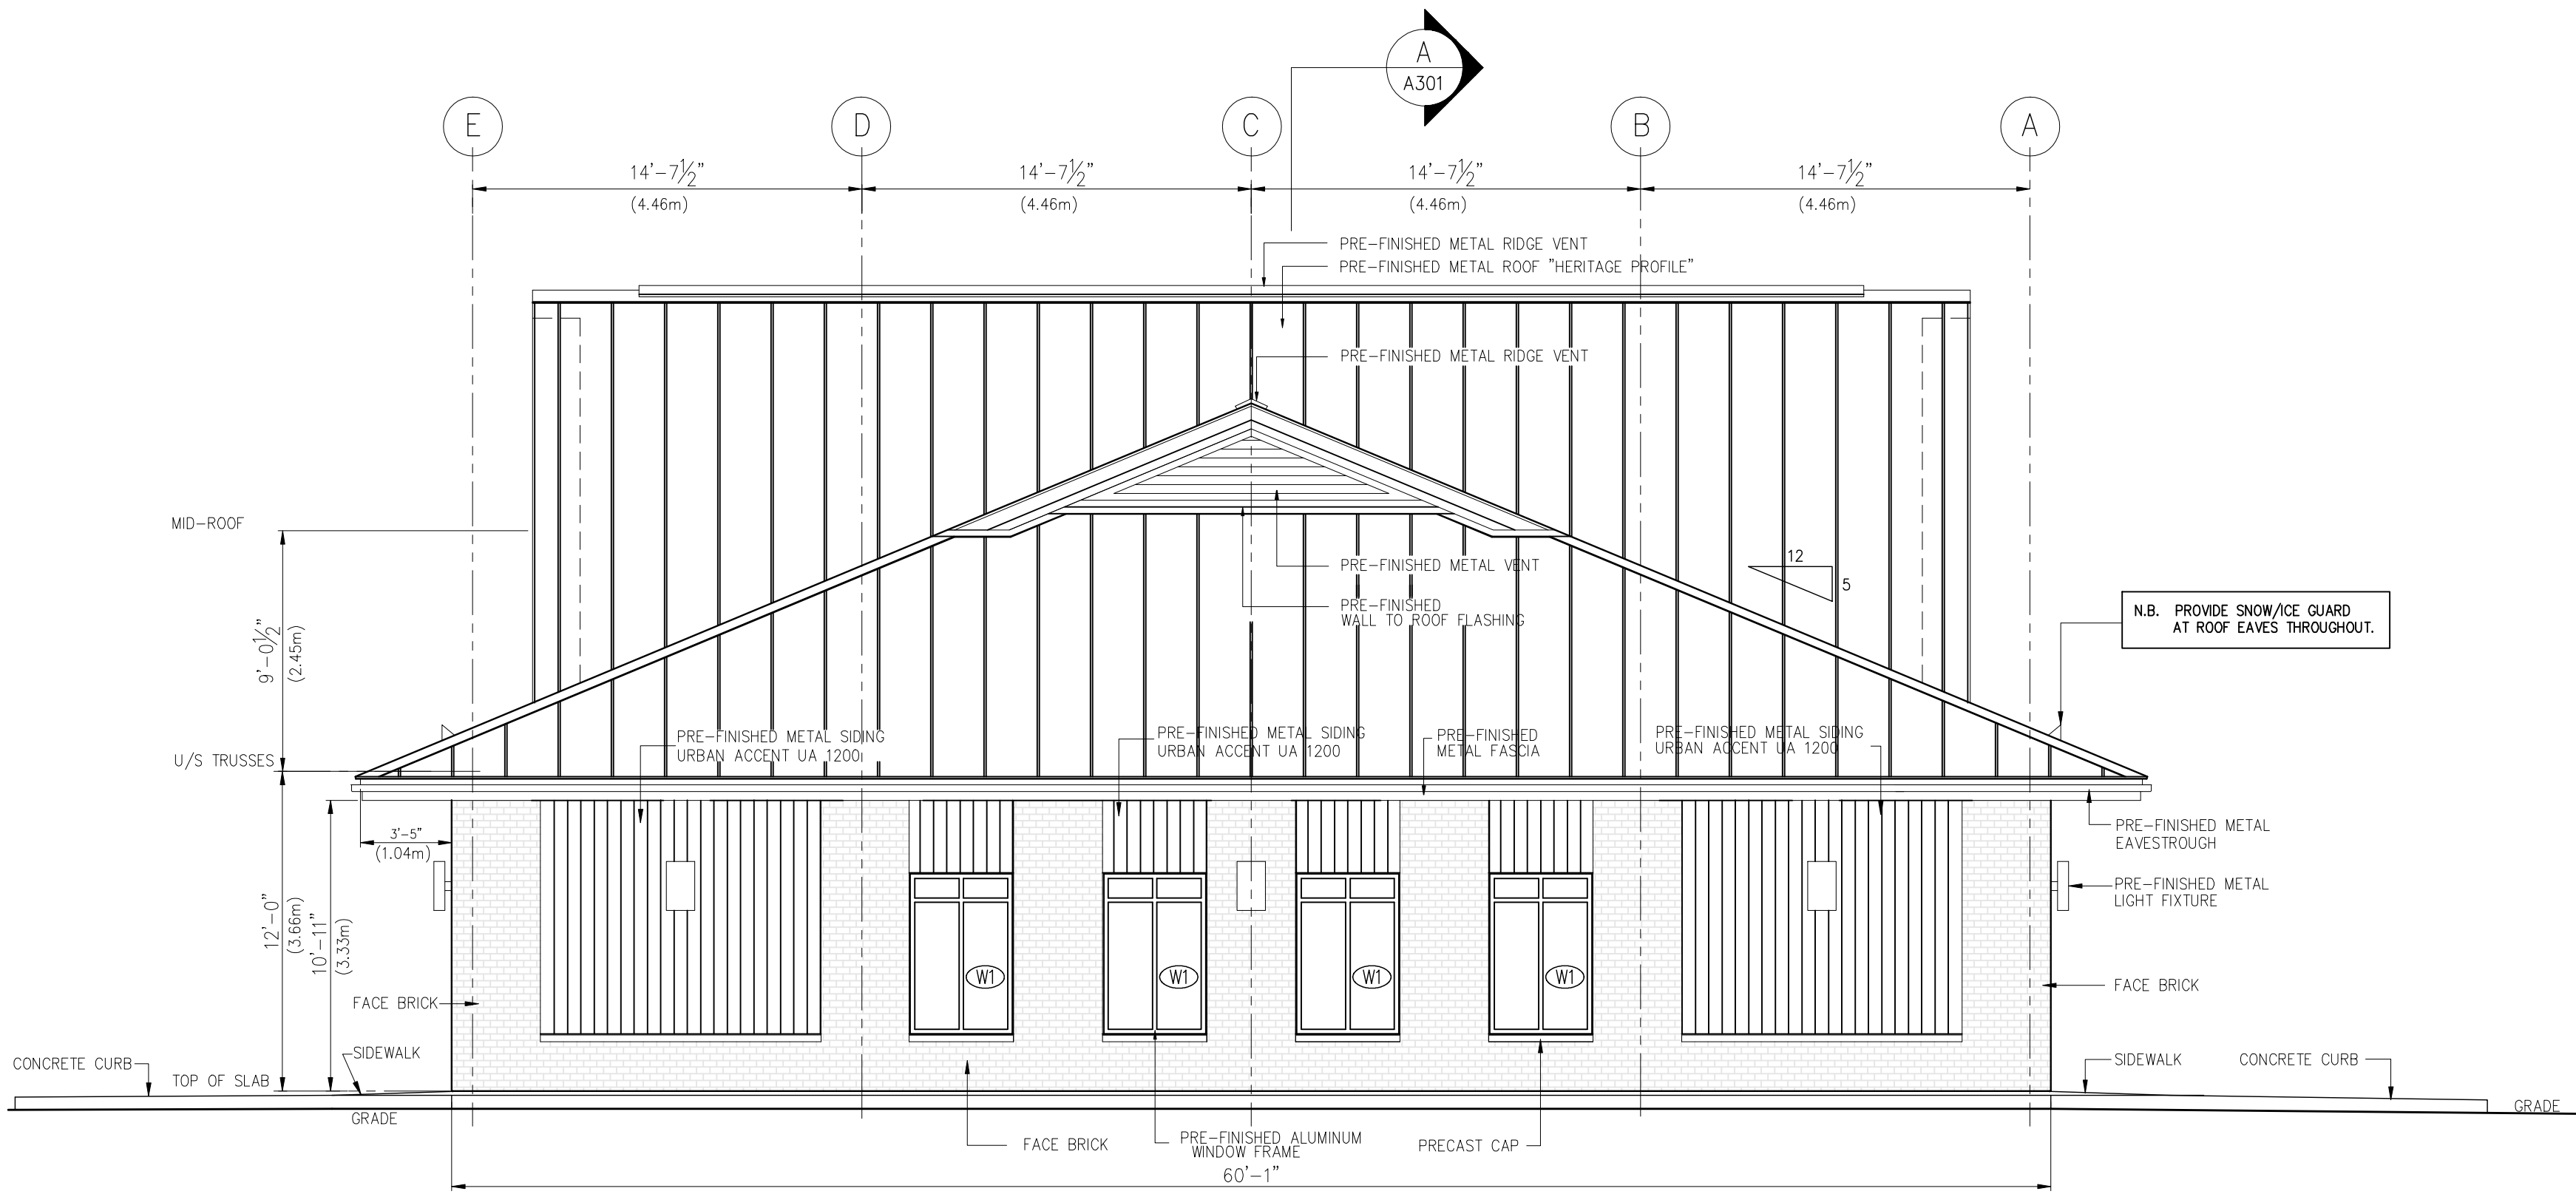 A
A301
E
D
C
B
A
14'-7½" 14'-7½" 14'-7½" 14'-7½"
(4.46m) (4.46m) (4.46m) (4.46m)
PRE-FINISHED METAL RIDGE VENT
PRE-FINISHED METAL ROOF "HERITAGE PROFILE"
PRE-FINISHED METAL RIDGE VENT
MID-ROOF
PRE-FINISHED METAL VENT
12
5
PRE-FINISHED
WALL TO ROOF FLASHING
N.B. PROVIDE SNOW/ICE GUARD
AT ROOF EAVES THROUGHOUT.
9'-0½"
(2.45m)
U/S TRUSSES
PRE-FINISHED METAL SIDING
URBAN ACCENT UA 1200
PRE-FINISHED METAL SIDING
URBAN ACCENT UA 1200
PRE-FINISHED
METAL FASCIA
PRE-FINISHED METAL SIDING
URBAN ACCENT UA 1200
3'-5"
(1.04m)
PRE-FINISHED METAL
EAVESTROUGH
PRE-FINISHED METAL
LIGHT FIXTURE
12'-0"
(3.66m)
10'-11"
(3.33m)
W1 W1 W1 W1
FACE BRICK
FACE BRICK
SIDEWALK
CONCRETE CURB
TOP OF SLAB
GRADE
SIDEWALK
CONCRETE CURB
GRADE
FACE BRICK
PRE-FINISHED ALUMINUM
WINDOW FRAME
PRECAST CAP
60'-1"